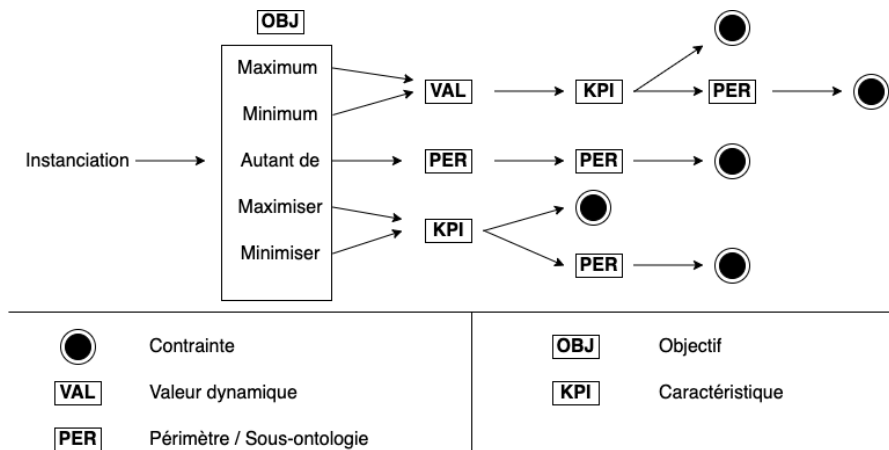 OBJ
Maximum
VAL
KPI
PER
Minimum
Instanciation
Autant de
PER
PER
Maximiser
KPI
Minimiser
PER
Contrainte
OBJ
Objectif
VAL
Valeur dynamique
KPI
Caractéristique
PER
Périmètre / Sous-ontologie